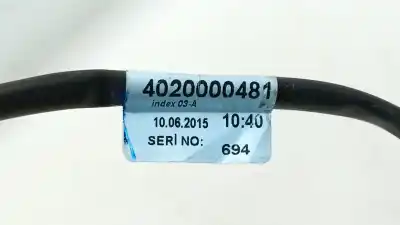 4020000481
index 03-A
10.06.2015 10:40
SERİ NO: 694